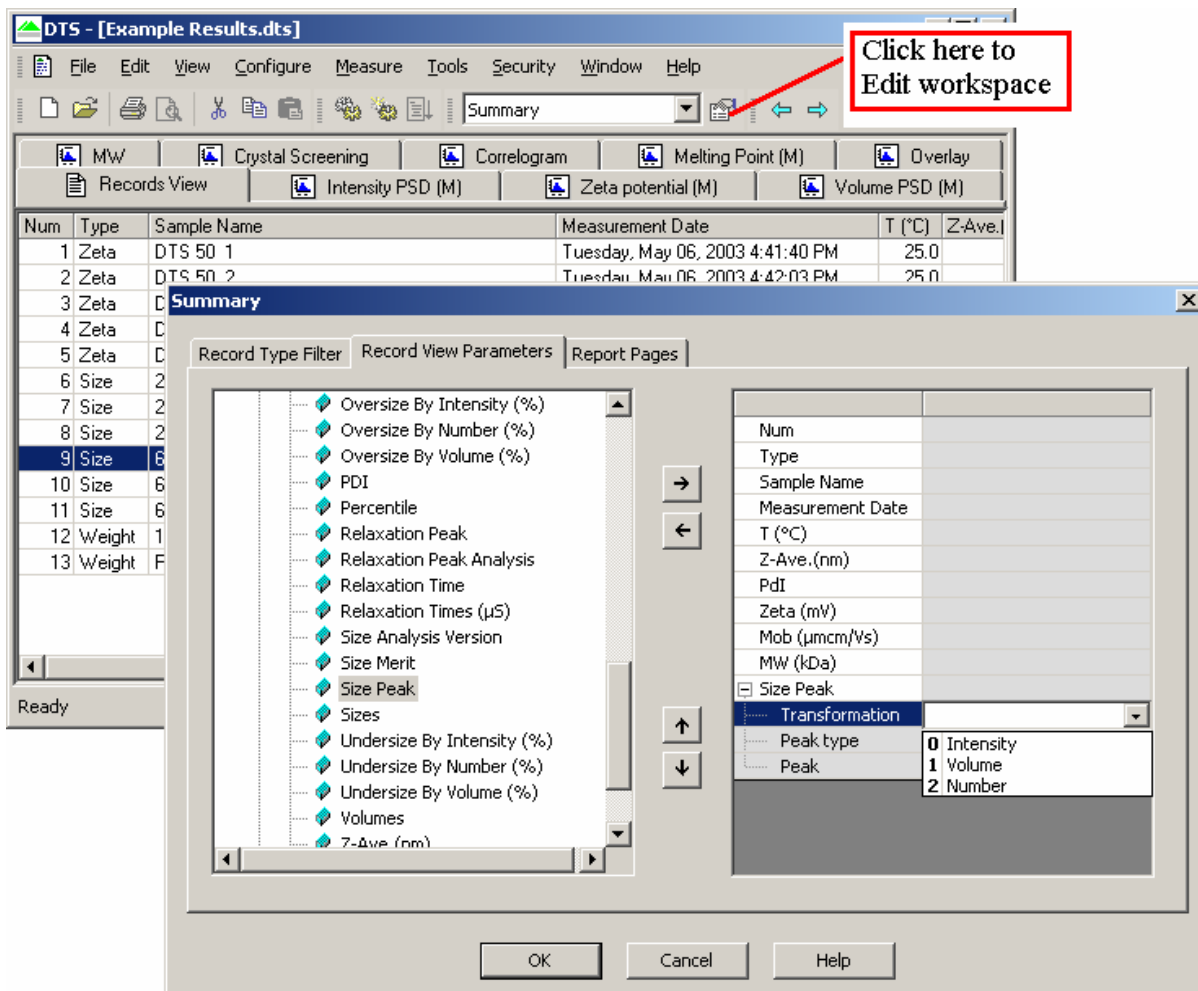 DTS - [Example Results.dts]
Click here to
Edit workspace
File Edit View Configure Measure Tools Security Window Help
Summary
MW Crystal Screening Correlogram Melting Point (M) Overlay
Records View Intensity PSD (M) Zeta potential (M) Volume PSD (M)
Num Type Sample Name Measurement Date T (°C) Z-Ave.(
1 Zeta DTS 50 1 Tuesday, May 06, 2003 4:41:40 PM 25.0
2 Zeta DTS 50 2 Tuesday, May 06, 2003 4:42:03 PM 25.0
3 Zeta D
4 Zeta D
5 Zeta D
6 Size 2
7 Size 2
8 Size 2
9 Size 6
10 Size 6
11 Size 6
12 Weight 1
13 Weight F
Ready
Summary
Record Type Filter Record View Parameters Report Pages
Oversize By Intensity (%)
Oversize By Number (%)
Oversize By Volume (%)
PDI
Percentile
Relaxation Peak
Relaxation Peak Analysis
Relaxation Time
Relaxation Times (µS)
Size Analysis Version
Size Merit
Size Peak
Sizes
Undersize By Intensity (%)
Undersize By Number (%)
Undersize By Volume (%)
Volumes
Z-Ave (nm)
Num
Type
Sample Name
Measurement Date
T (°C)
Z-Ave.(nm)
PdI
Zeta (mV)
Mob (µmcm/Vs)
MW (kDa)
Size Peak
Transformation
Peak type
Peak
0 Intensity
1 Volume
2 Number
OK Cancel Help